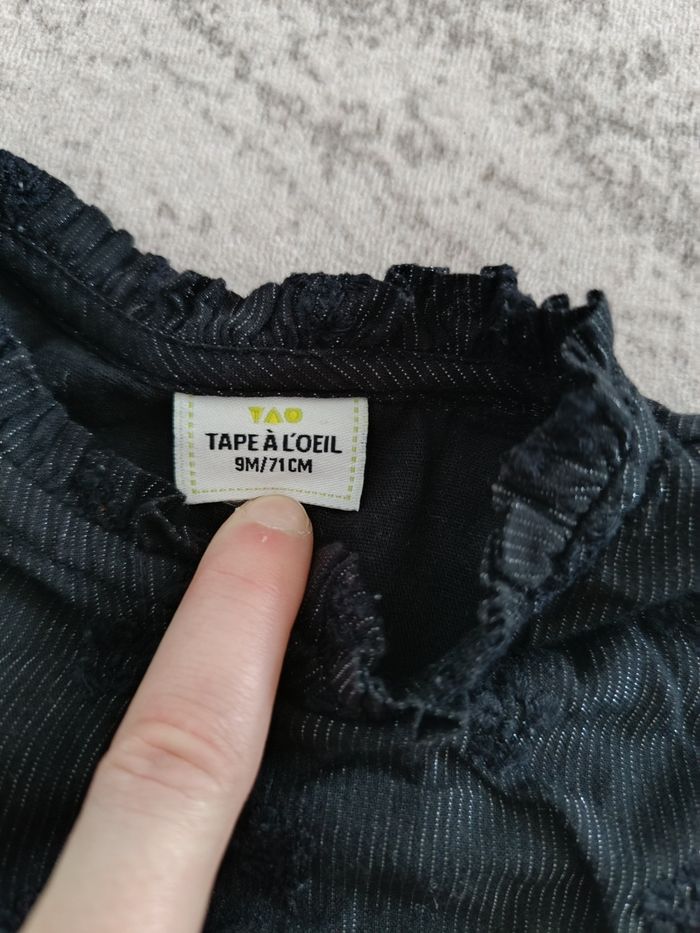 TAO
TAPE À L'OEIL
9M/71CM